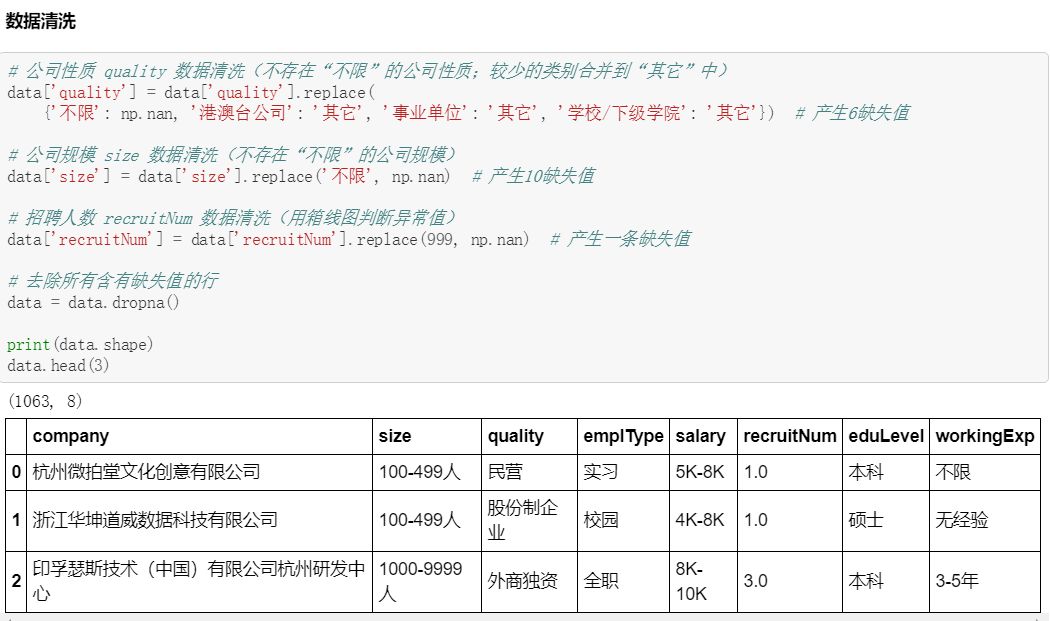 数据清洗
# 公司性质 quality 数据清洗（不存在“不限”的公司性质；较少的类别合并到“其它”中）
data['quality'] = data['quality'].replace(
    {'不限': np.nan, '港澳台公司': '其它', '事业单位': '其它', '学校/下级学院': '其它'})  # 产生6缺失值
# 公司规模 size 数据清洗（不存在“不限”的公司规模）
data['size'] = data['size'].replace('不限', np.nan)  # 产生10缺失值
# 招聘人数 recruitNum 数据清洗（用箱线图判断异常值）
data['recruitNum'] = data['recruitNum'].replace(999, np.nan)  # 产生一条缺失值
# 去除所有含有缺失值的行
data = data.dropna()
print(data.shape)
data.head(3)
(1063, 8)
company size quality emplType salary recruitNum eduLevel workingExp
0 杭州微拍堂文化创意有限公司 100-499人 民营 实习 5K-8K 1.0 本科 不限
1 浙江华坤道威数据科技有限公司 100-499人 股份制企
业 校园 4K-8K 1.0 硕士 无经验
2 印孚瑟斯技术（中国）有限公司杭州研发中
心 1000-9999
人 外商独资 全职 8K-
10K 3.0 本科 3-5年